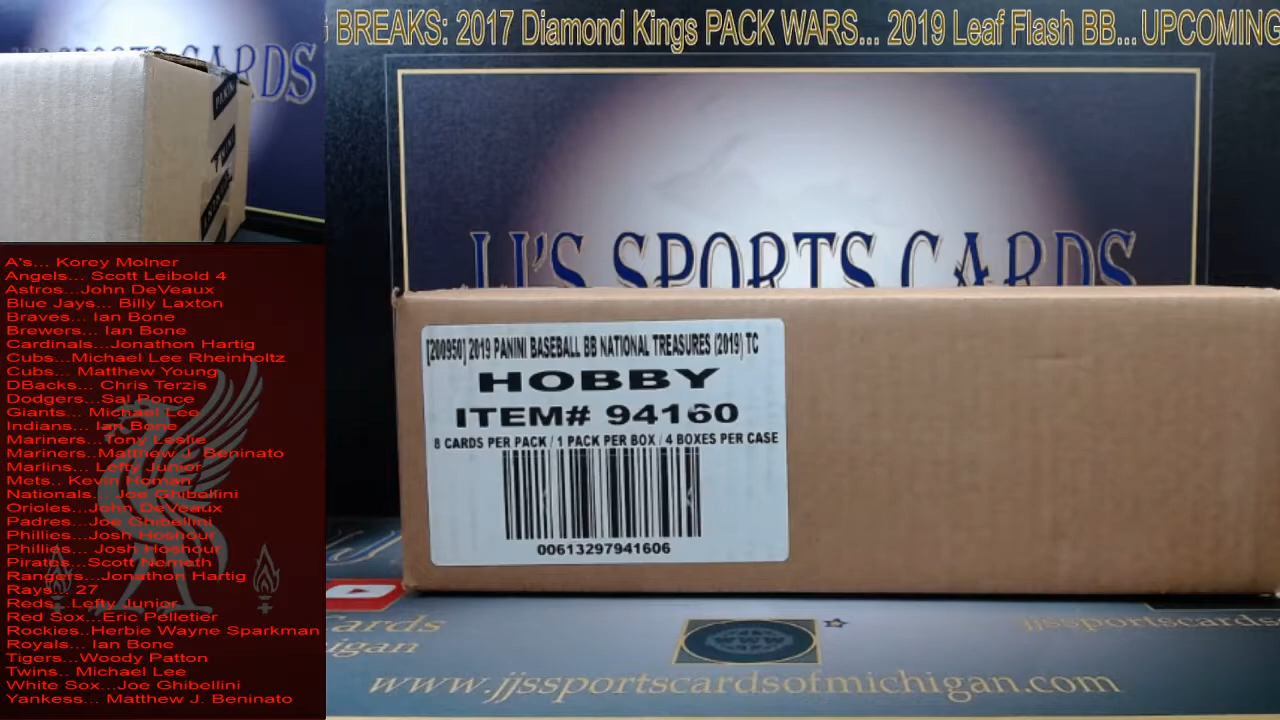 BREAKS: 2017 Diamond Kings PACK WARS... 2019 Leaf Flash BB... UPCOMING
JJ'S SPORTS CARDS
PANINI
A's... Korey Molner
Angels... Scott Leibold 4
Astros...John DeVeaux
Blue Jays... Billy Laxton
Braves... Ian Bone
Brewers... Ian Bone
Cardinals...Jonathon Hartig
Cubs...Michael Lee Rheinholtz
Cubs... Matthew Young
DBacks... Chris Terzis
Dodgers...Sal Ponce
Giants... Michael Lee
Indians... Ian Bone
Mariners...Tony Leslie
Mariners..Matthew J. Beninato
Marlins... Lefty Junior
Mets.. Kevin Homan
Nationals... Joe Ghibellini
Orioles...John DeVeaux
Padres...Joe Ghibellini
Phillies...Josh Hoshour
Phillies... Josh Hoshour
Pirates...Scott Nemeth
Rangers...Jonathon Hartig
Rays... 27
Reds...Lefty Junior
Red Sox...Eric Pelletier
Rockies..Herbie Wayne Sparkman
Royals... Ian Bone
Tigers...Woody Patton
Twins.. Michael Lee
White Sox...Joe Ghibellini
Yankess... Matthew J. Beninato
[200950] 2019 PANINI BASEBALL BB NATIONAL TREASURES (2019) TC
HOBBY
ITEM# 94160
8 CARDS PER PACK / 1 PACK PER BOX / 4 BOXES PER CASE
00613297941606
www.jjssportscardsofmichigan.com